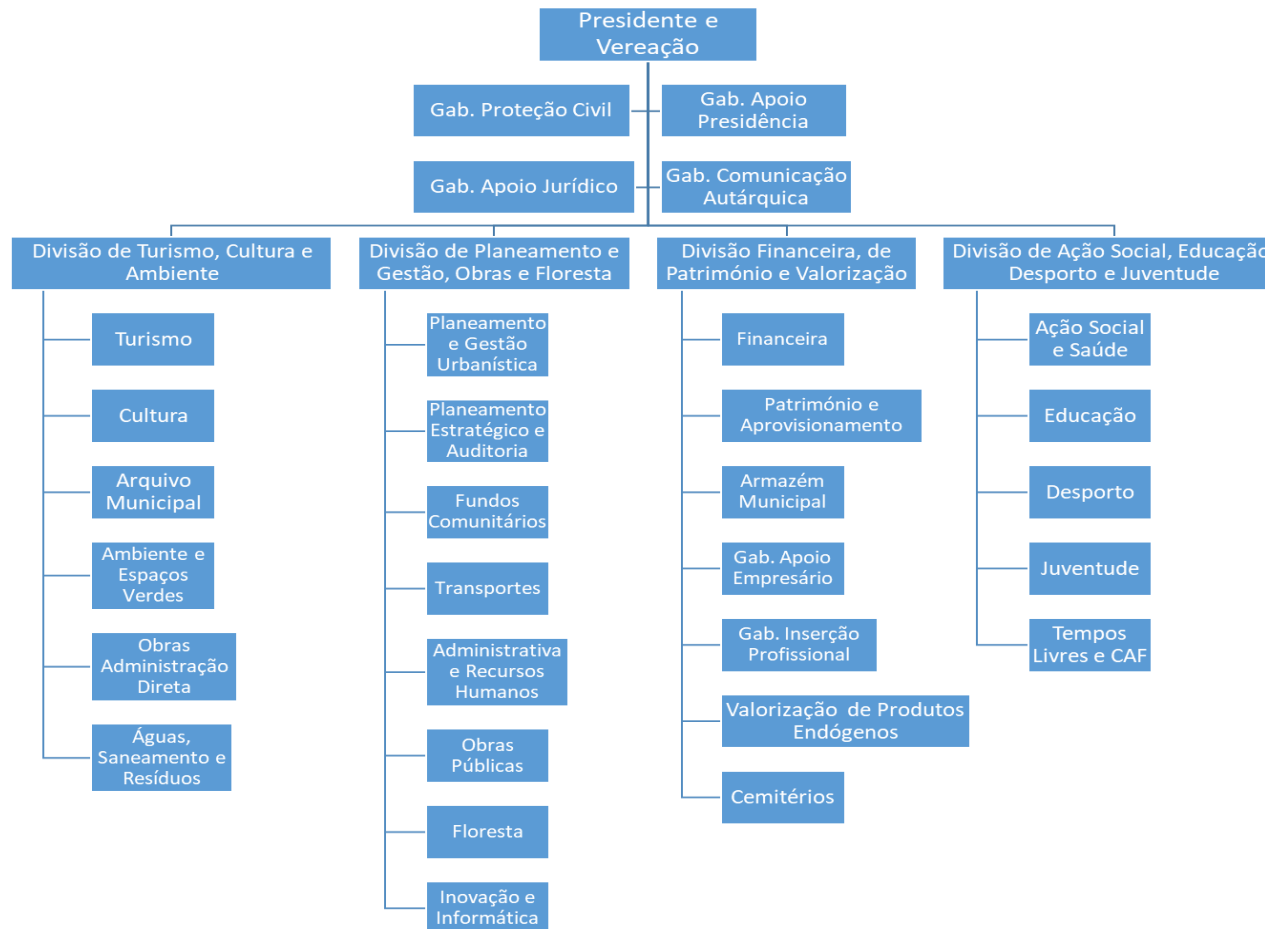 Presidente e
Vereação
Gab. Proteção Civil
Gab. Apoio
Presidência
Gab. Apoio Jurídico
Gab. Comunicação
Autárquica
Divisão de Turismo, Cultura e
Ambiente
Turismo
Cultura
Arquivo
Municipal
Ambiente e
Espaços
Verdes
Obras
Administração
Direta
Águas,
Saneamento e
Resíduos
Divisão de Planeamento e
Gestão, Obras e Floresta
Planeamento
e Gestão
Urbanística
Planeamento
Estratégico e
Auditoria
Fundos
Comunitários
Transportes
Administrativa
e Recursos
Humanos
Obras
Públicas
Floresta
Inovação e
Informática
Divisão Financeira, de
Património e Valorização
Financeira
Património e
Aprovisionamento
Armazém
Municipal
Gab. Apoio
Empresário
Gab. Inserção
Profissional
Valorização de Produtos
Endógenos
Cemitérios
Divisão de Ação Social, Educação
Desporto e Juventude
Ação Social
e Saúde
Educação
Desporto
Juventude
Tempos
Livres e CAF